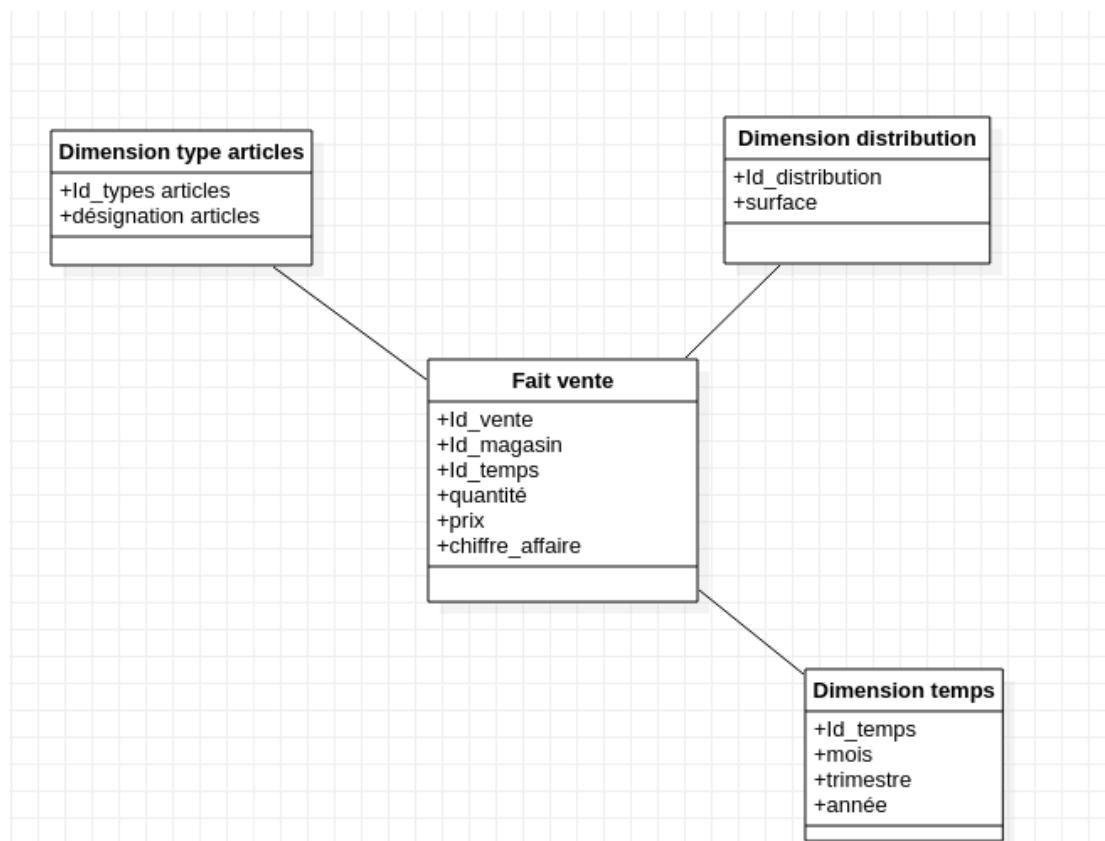 Dimension type articles
+Id_types articles
+désignation articles
Dimension distribution
+Id_distribution
+surface
Fait vente
+Id_vente
+Id_magasin
+Id_temps
+quantité
+prix
+chiffre_affaire
Dimension temps
+Id_temps
+mois
+trimestre
+année